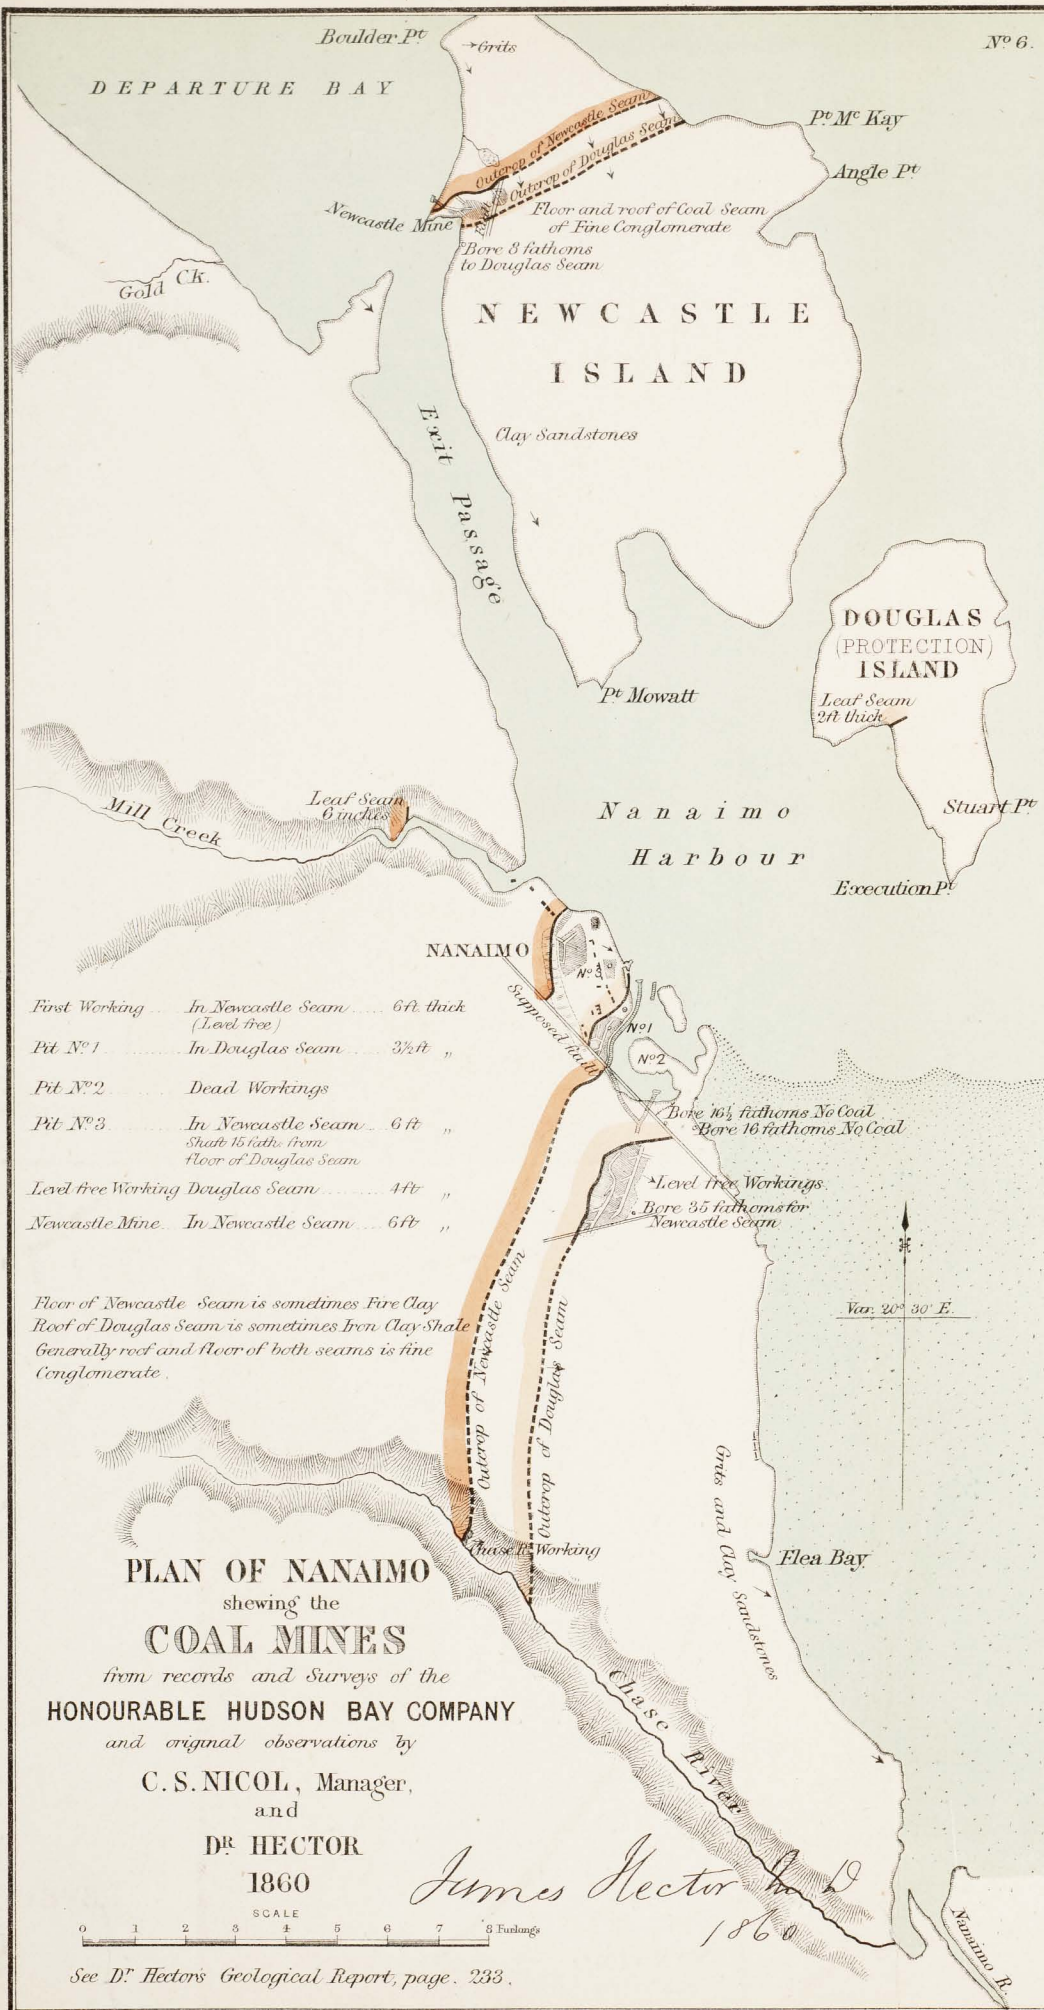 Nº 6.
Boulder Pt
Grits
DEPARTURE BAY
Outcrop of Newcastle Seam
Outcrop of Douglas Seam
Pt Mc Kay
Angle Pt
Newcastle Mine
Floor and roof of Coal Seam
of Fine Conglomerate
Bore 8 fathoms
to Douglas Seam
Gold Ck.
NEWCASTLE
ISLAND
Clay Sandstones
Exit Passage
DOUGLAS
(PROTECTION)
ISLAND
Leaf Seam
2ft thick
Pt Mowatt
Stuart Pt
Execution Pt
Nanaimo
Harbour
Leaf Seam
6 inches
Mill Creek
NANAIMO
Nº 3
Nº 1
Nº 2
Supposed fault
First Working In Newcastle Seam 6ft thick
(Level free)
Pit Nº 1 In Douglas Seam 3½ ft „
Pit Nº 2 Dead Workings
Pit Nº 3 In Newcastle Seam 6 ft „
Shaft 15 fath from
floor of Douglas Seam
Level free Working Douglas Seam 4ft „
Newcastle Mine In Newcastle Seam 6ft „
Bore 16½ fathoms No Coal
Bore 16 fathoms No Coal
Level free Workings
Bore 35 fathoms for
Newcastle Seam
Var. 20° 30' E.
Floor of Newcastle Seam is sometimes Fire Clay
Roof of Douglas Seam is sometimes Iron Clay Shale
Generally roof and floor of both seams is fine
Conglomerate.
Outcrop of Newcastle Seam
Outcrop of Douglas Seam
Grits and Clay Sandstones
Flea Bay
Chase R. Working
Chase River
Nanaimo R.
PLAN OF NANAIMO
shewing the
COAL MINES
from records and Surveys of the
HONOURABLE HUDSON BAY COMPANY
and original observations by
C. S. NICOL, Manager,
and
DR HECTOR
1860
James Hector M D
1860
SCALE
0 1 2 3 4 5 6 7 8 Furlongs
See Dr Hector's Geological Report, page. 233.